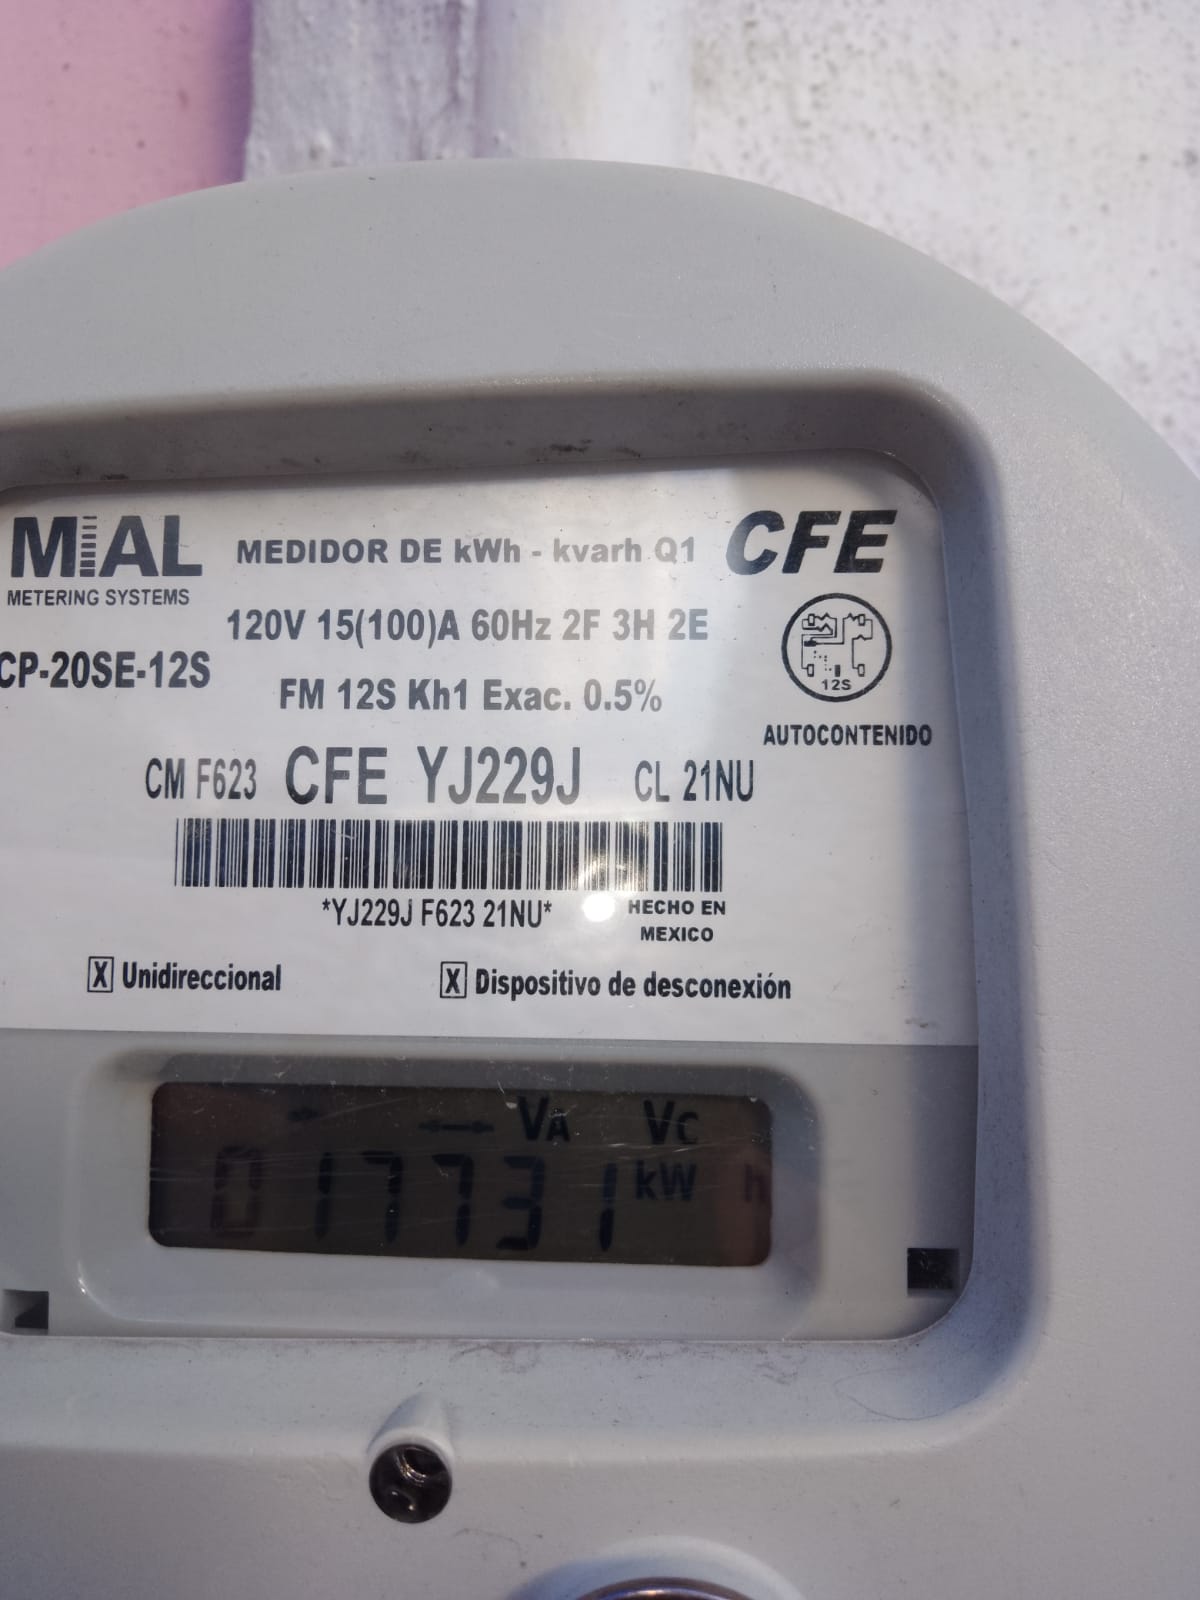 MIAL
METERING SYSTEMS
MEDIDOR DE kWh - kvarh Q1
CFE
120V 15(100)A 60Hz 2F 3H 2E
CP-20SE-12S
FM 12S Kh1 Exac. 0.5%
12S
AUTOCONTENIDO
CM F623 CFE YJ229J CL 21NU
*YJ229J F623 21NU*
HECHO EN
MEXICO
X Unidireccional
X Dispositivo de desconexión
VA VC
017731 kW h